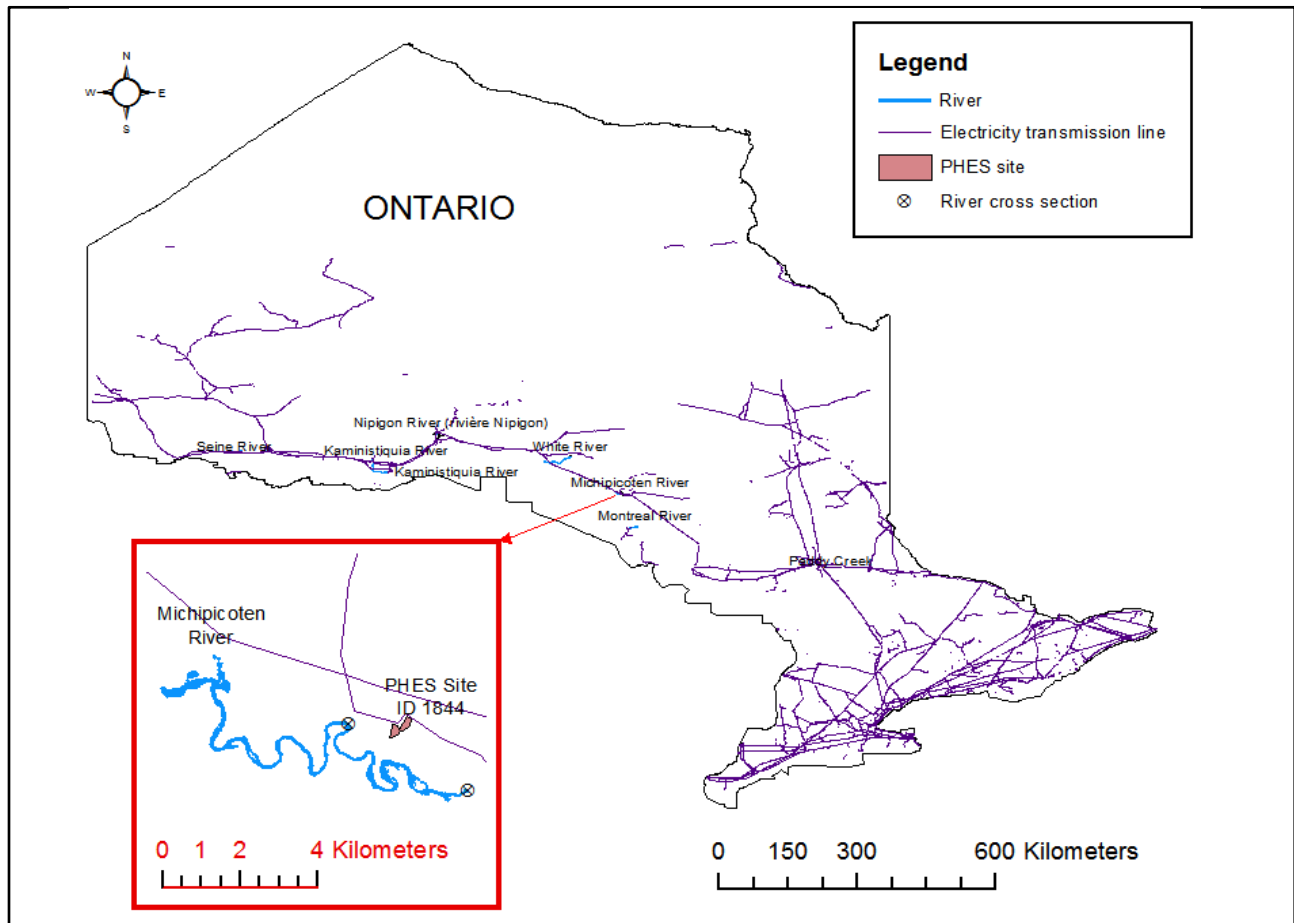 N
W E
S
ONTARIO
Legend
River
Electricity transmission line
PHES site
River cross section
Nipigon River (rivière Nipigon)
Seine River
Kaministiquia River
White River
Kaministiquia River
Michipicoten River
Montreal River
Creek
Michipicoten
River
PHES Site
ID 1844
0 1 2 4 Kilometers
0 150 300 600 Kilometers